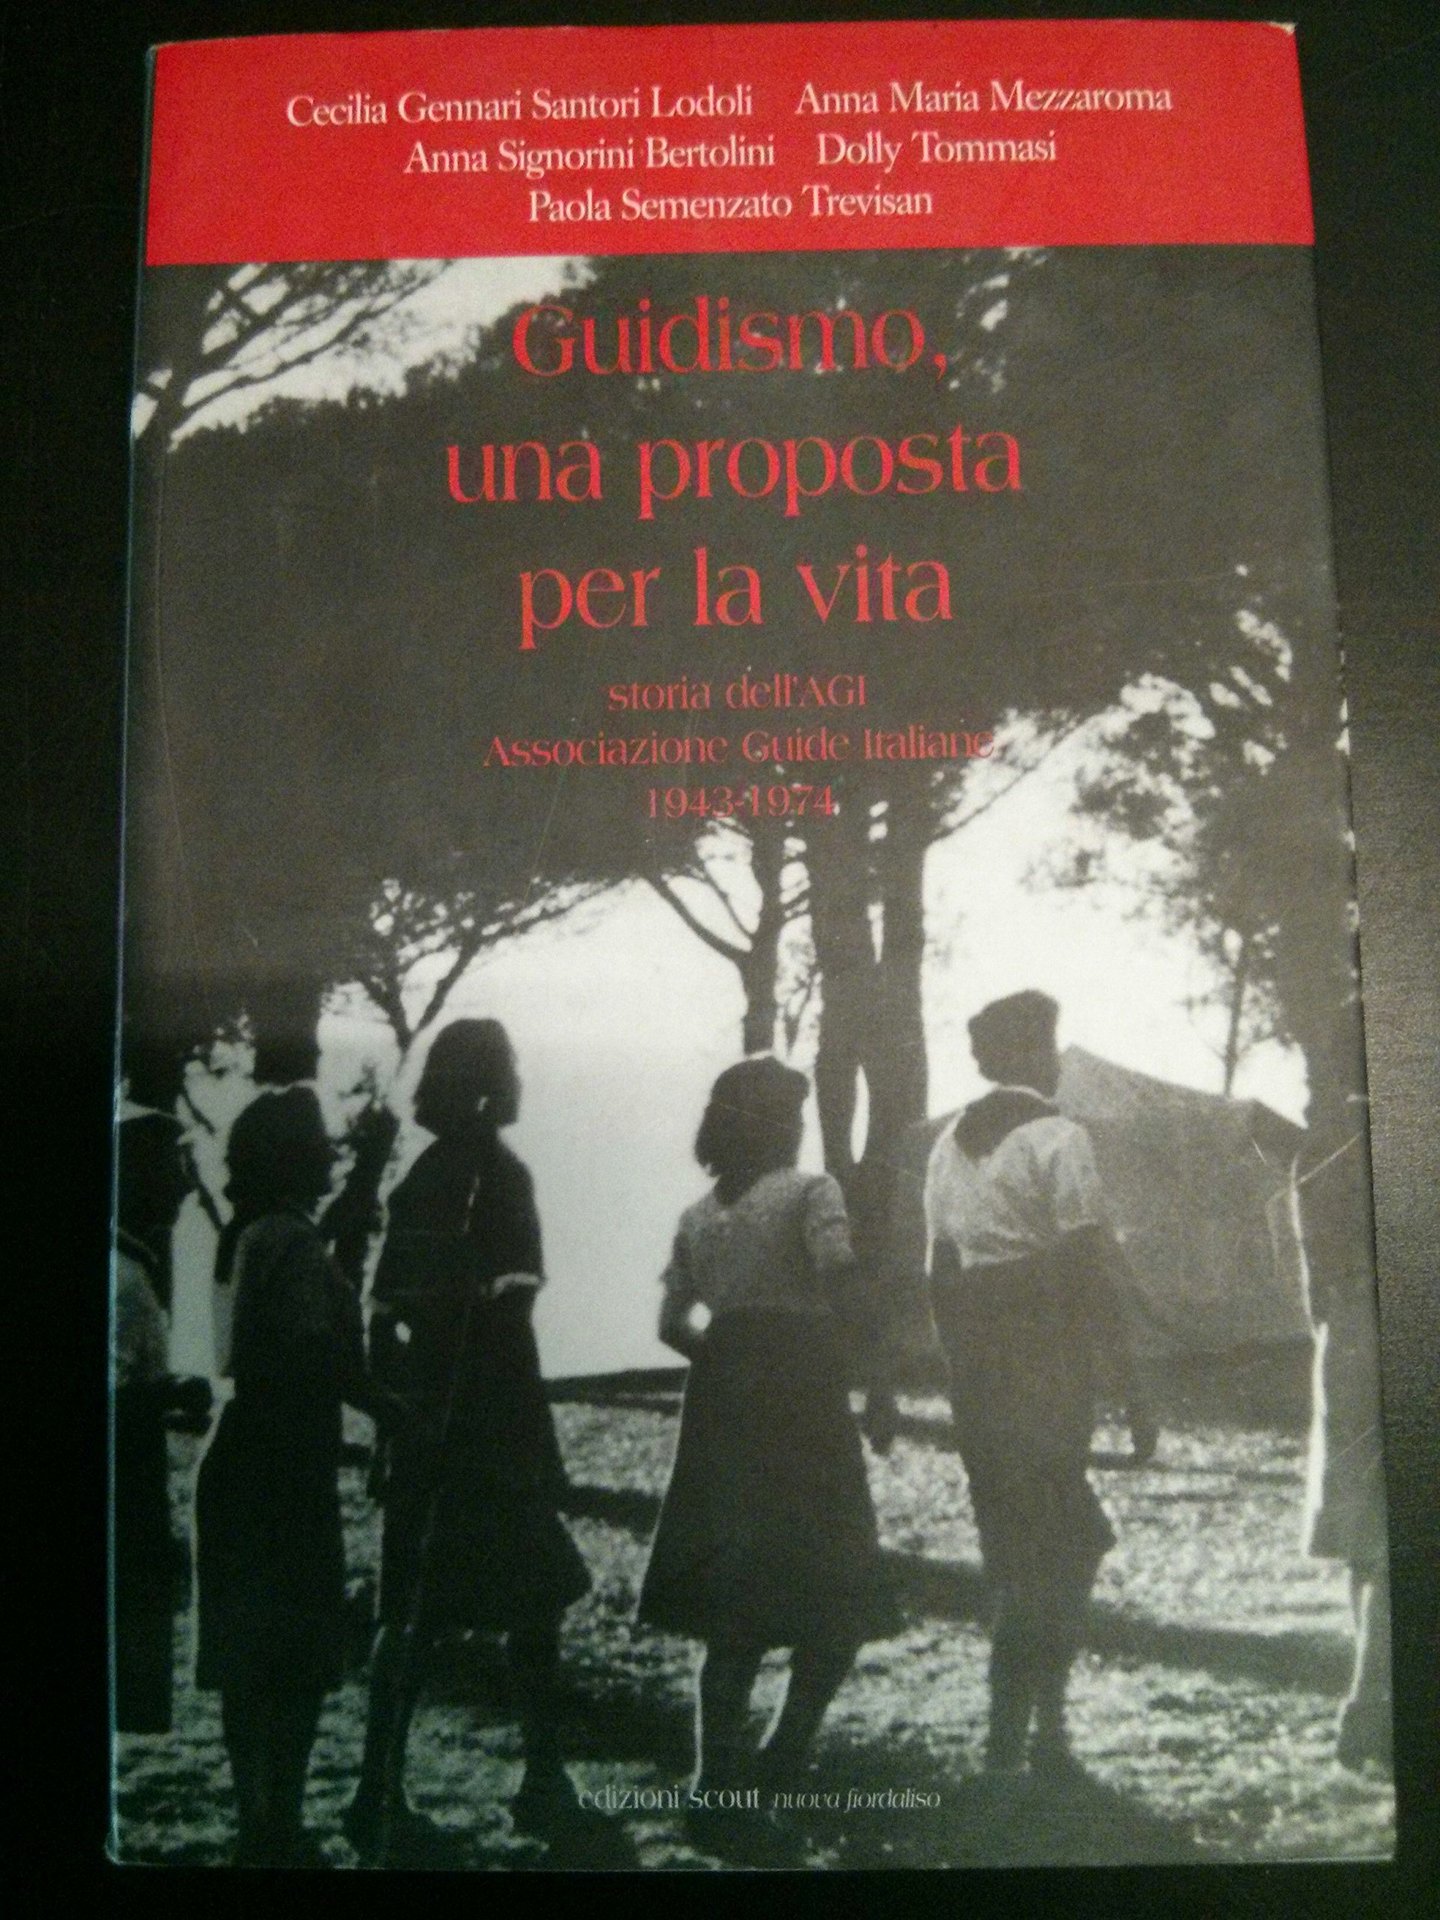 Cecilia Gennari Santori Lodoli Anna Maria Mezzaroma
Anna Signorini Bertolini Dolly Tommasi
Paola Semenzato Trevisan
Guidismo,
una proposta
per la vita
storia dell'AGI
Associazione Guide Italiane
1943-1974
edizioni scout nuova fiordaliso